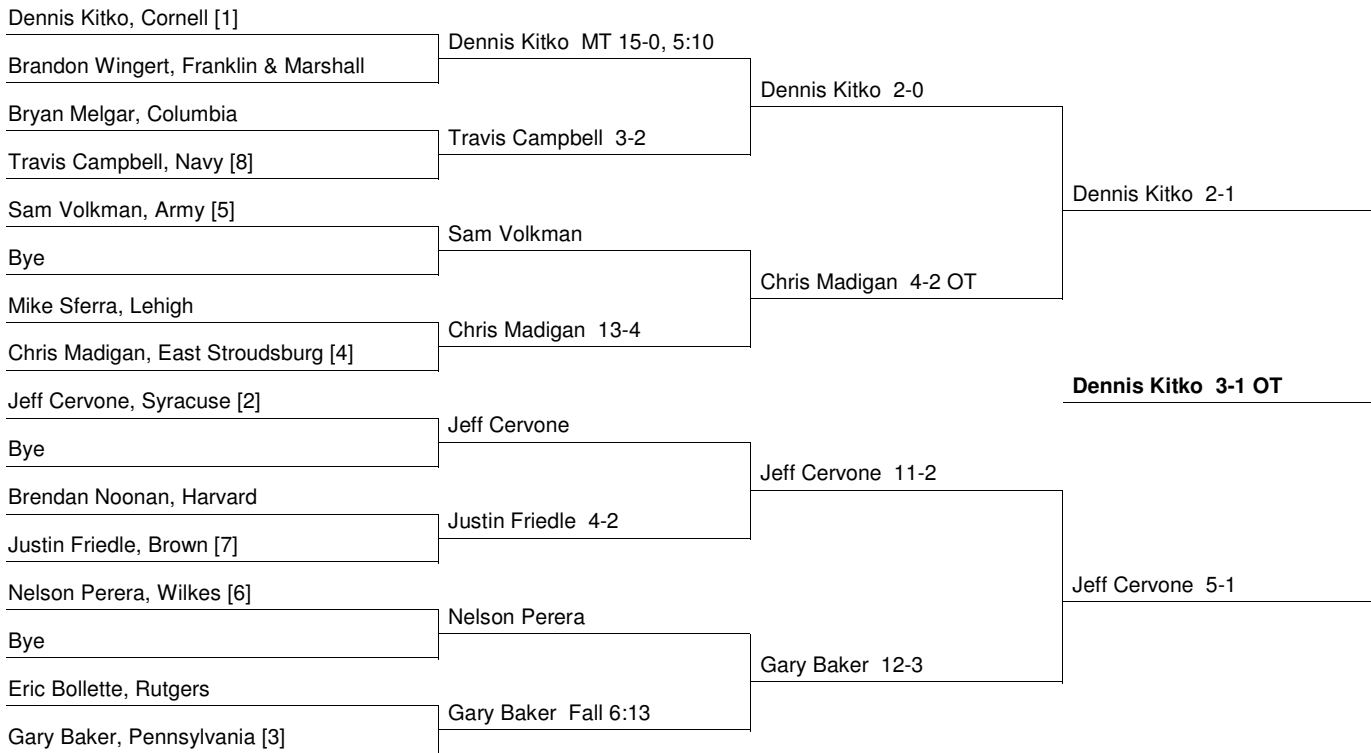 Dennis Kitko, Cornell [1]
Brandon Wingert, Franklin & Marshall
Bryan Melgar, Columbia
Travis Campbell, Navy [8]
Sam Volkman, Army [5]
Bye
Mike Sferra, Lehigh
Chris Madigan, East Stroudsburg [4]
Jeff Cervone, Syracuse [2]
Bye
Brendan Noonan, Harvard
Justin Friedle, Brown [7]
Nelson Perera, Wilkes [6]
Bye
Eric Bollette, Rutgers
Gary Baker, Pennsylvania [3]
Dennis Kitko MT 15-0, 5:10
Travis Campbell 3-2
Sam Volkman
Chris Madigan 13-4
Jeff Cervone
Justin Friedle 4-2
Nelson Perera
Gary Baker Fall 6:13
Dennis Kitko 2-0
Chris Madigan 4-2 OT
Jeff Cervone 11-2
Gary Baker 12-3
Dennis Kitko 2-1
Dennis Kitko 3-1 OT
Jeff Cervone 5-1